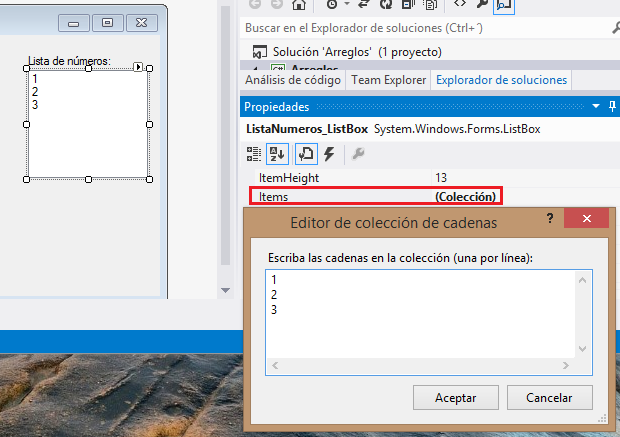 Buscar en el Explorador de soluciones (Ctrl+´)
Solución 'Arreglos' (1 proyecto)
C#
Arreglos
Análisis de código
Team Explorer
Explorador de soluciones
Lista de números:
1
2
3
Propiedades
ListaNumeros_ListBox System.Windows.Forms.ListBox
ItemHeight 13
Items (Colección)
Editor de colección de cadenas
?
Escriba las cadenas en la colección (una por línea):
1
2
3
Aceptar
Cancelar